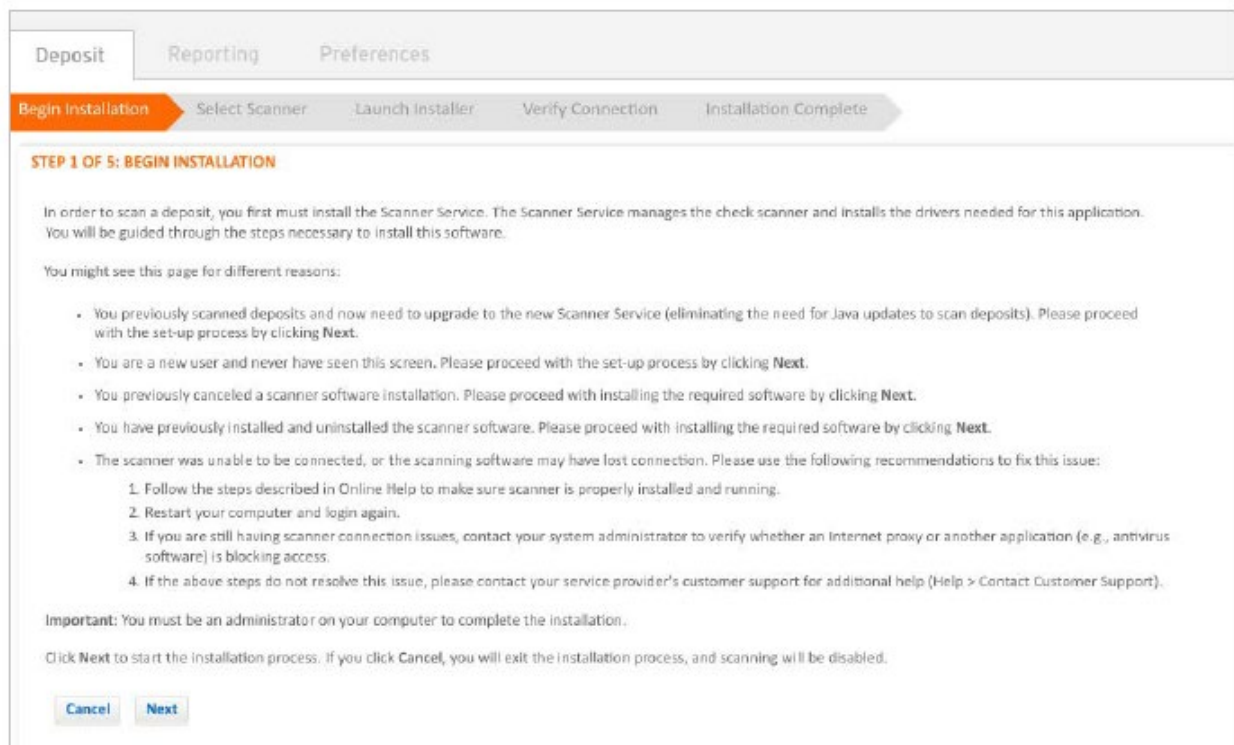 Deposit Reporting Preferences
Begin Installation Select Scanner Launch Installer Verify Connection Installation Complete
STEP 1 OF 5: BEGIN INSTALLATION
In order to scan a deposit, you first must install the Scanner Service. The Scanner Service manages the check scanner and installs the drivers needed for this application.
You will be guided through the steps necessary to install this software.
You might see this page for different reasons:
• You previously scanned deposits and now need to upgrade to the new Scanner Service (eliminating the need for Java updates to scan deposits). Please proceed
with the set-up process by clicking Next.
• You are a new user and never have seen this screen. Please proceed with the set-up process by clicking Next.
• You previously canceled a scanner software installation. Please proceed with installing the required software by clicking Next.
• You have previously installed and uninstalled the scanner software. Please proceed with installing the required software by clicking Next.
• The scanner was unable to be connected, or the scanning software may have lost connection. Please use the following recommendations to fix this issue:
1. Follow the steps described in Online Help to make sure scanner is properly installed and running.
2. Restart your computer and login again.
3. If you are still having scanner connection issues, contact your system administrator to verify whether an Internet proxy or another application (e.g., antivirus
software) is blocking access.
4. If the above steps do not resolve this issue, please contact your service provider's customer support for additional help (Help > Contact Customer Support).
Important: You must be an administrator on your computer to complete the installation.
Click Next to start the installation process. If you click Cancel, you will exit the installation process, and scanning will be disabled.
Cancel Next